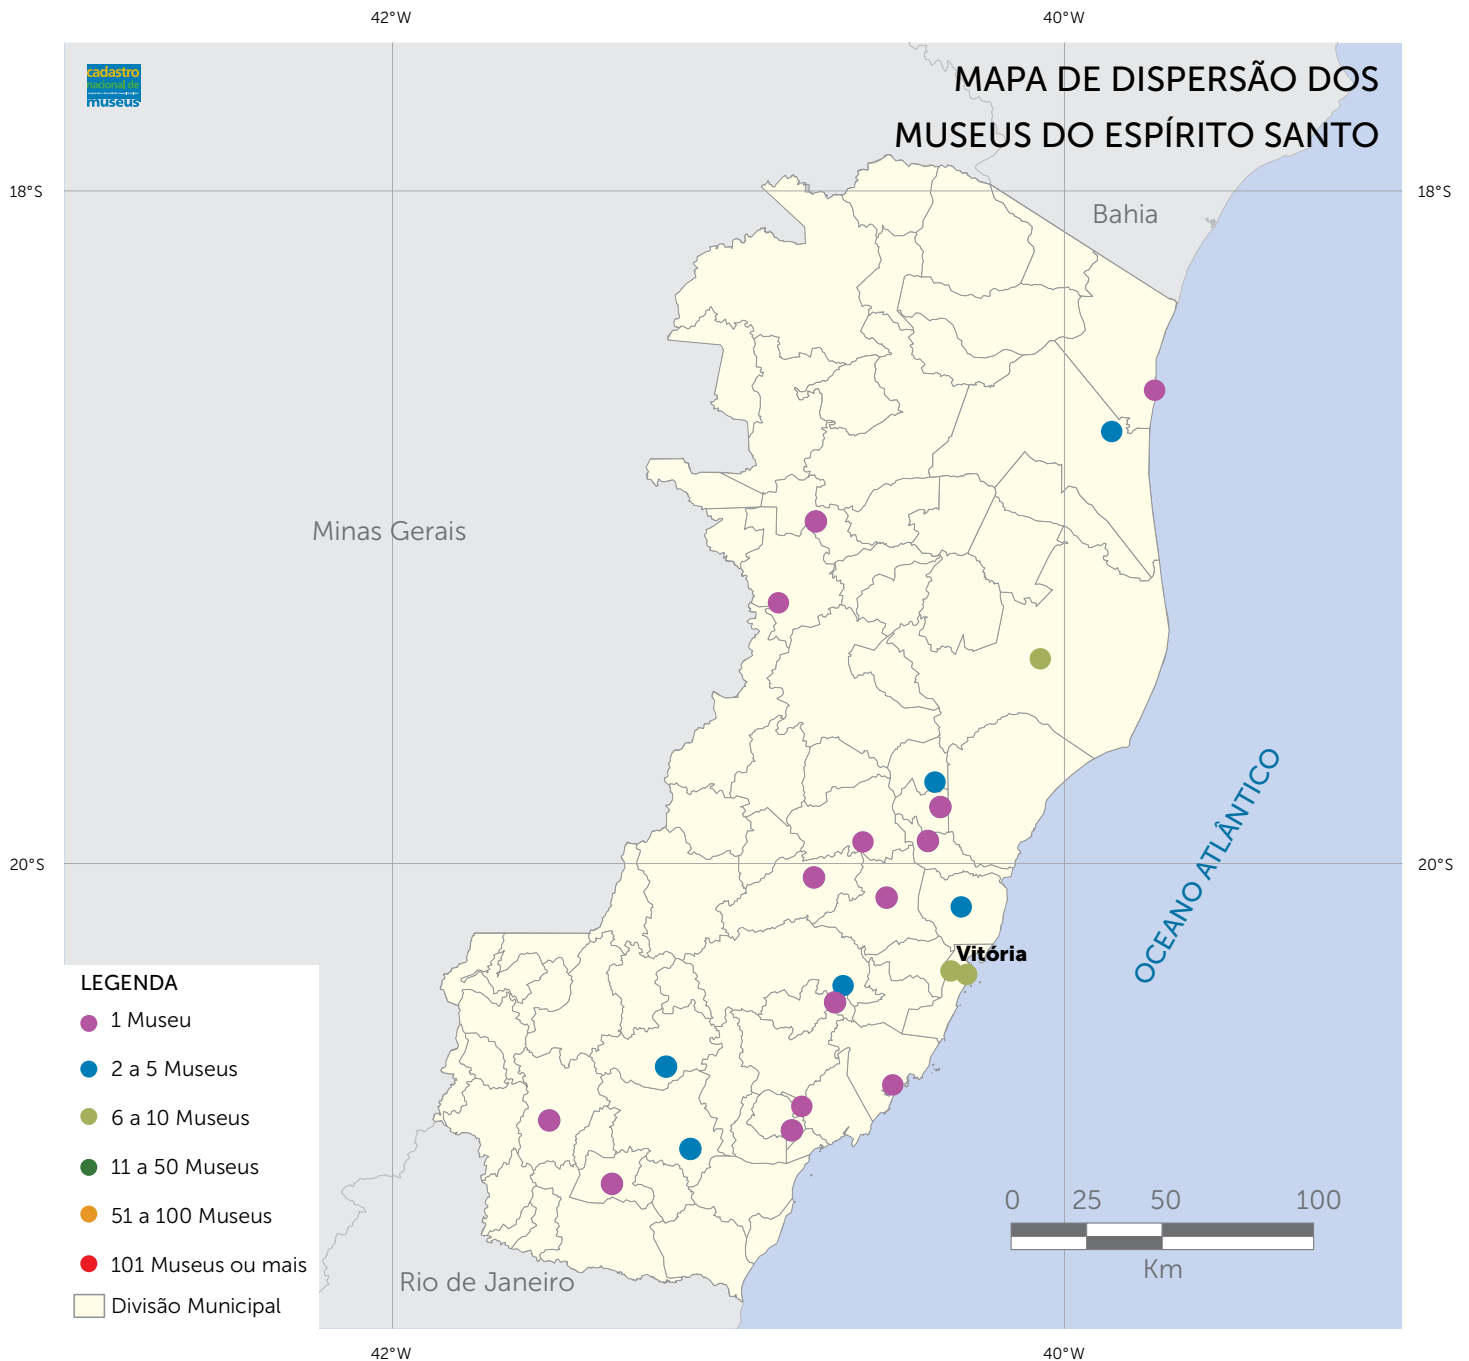 42°W
40°W
cadastro
nacional de
museus
MAPA DE DISPERSÃO DOS
MUSEUS DO ESPÍRITO SANTO
18°S
18°S
Bahia
Minas Gerais
OCEANO ATLÂNTICO
20°S
20°S
Vitória
LEGENDA
1 Museu
2 a 5 Museus
6 a 10 Museus
11 a 50 Museus
51 a 100 Museus
101 Museus ou mais
Divisão Municipal
0 25 50 100
Km
Rio de Janeiro
42°W
40°W